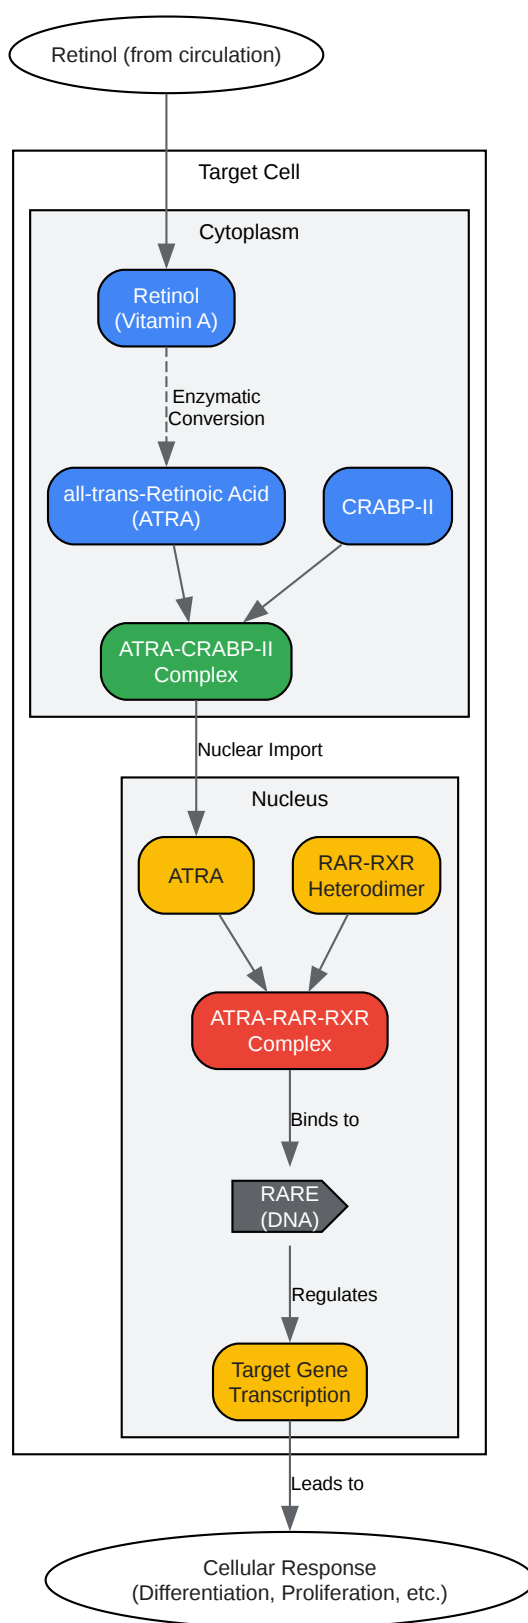 Retinol (from circulation)
Target Cell
Cytoplasm
Retinol
(Vitamin A)
Enzymatic
Conversion
all-trans-Retinoic Acid
(ATRA)
CRABP-II
ATRA-CRABP-II
Complex
Nuclear Import
Nucleus
ATRA
RAR-RXR
Heterodimer
ATRA-RAR-RXR
Complex
Binds to
RARE
(DNA)
Regulates
Target Gene
Transcription
Leads to
Cellular Response
(Differentiation, Proliferation, etc.)